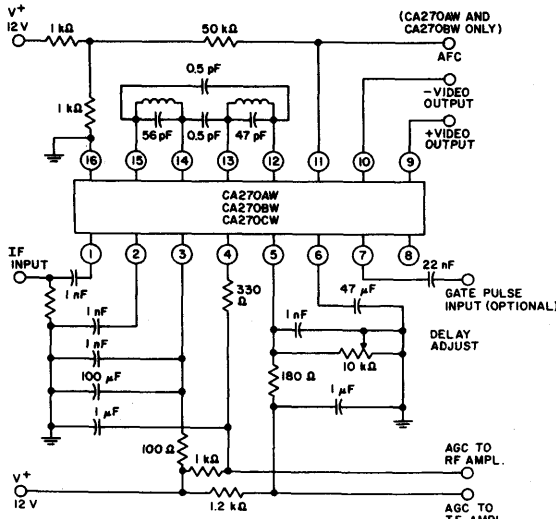 V+
12 V
1 kΩ
50 kΩ
(CA270AW AND
CA270BW ONLY)
AFC
0.5 pF
-VIDEO
OUTPUT
1 kΩ
56 pF
0.5 pF
47 pF
+VIDEO
OUTPUT
16
15
14
13
12
11
10
9
CA270AW
CA270BW
CA270CW
1
2
3
4
5
6
7
8
IF
INPUT
1 nF
330
Ω
47 µF
22 nF
GATE PULSE
INPUT (OPTIONAL)
1 nF
1 nF
DELAY
ADJUST
1 nF
10 kΩ
100 µF
180 Ω
1 µF
1 µF
100 Ω
1 kΩ
AGC TO
RF AMPL.
V+
12 V
1.2 kΩ
AGC TO